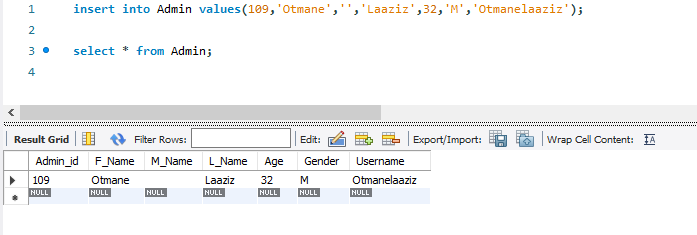 1 insert into Admin values(109,'Otmane','','Laaziz',32,'M','Otmanelaaziz');
2
3 select * from Admin;
4
Result Grid Filter Rows: Edit: Export/Import: Wrap Cell Content:
Admin_id F_Name M_Name L_Name Age Gender Username
109 Otmane Laaziz 32 M Otmanelaaziz
NULL NULL NULL NULL NULL NULL NULL